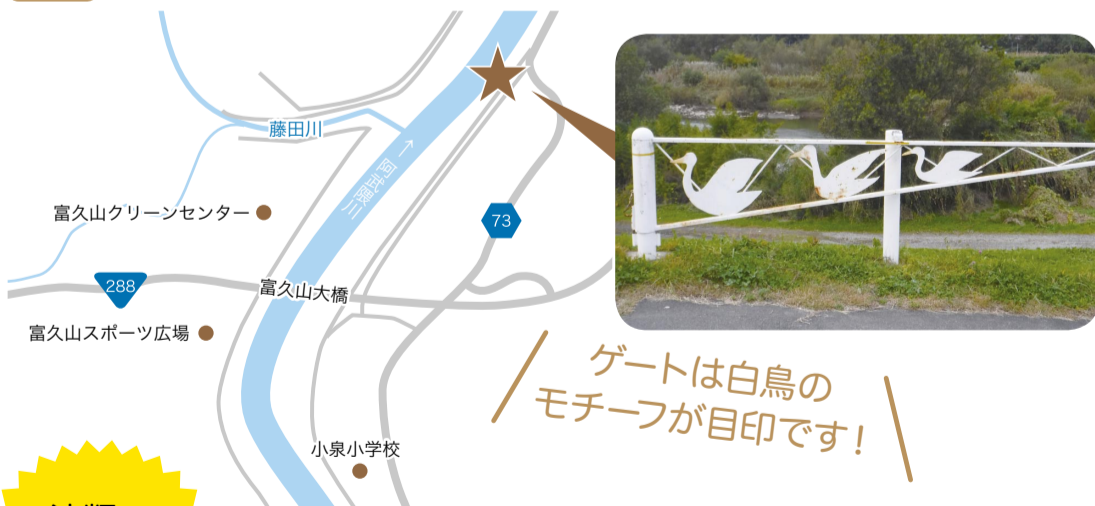 藤田川
←阿武隈川
富久山クリーンセンター
73
288
富久山大橋
富久山スポーツ広場
ゲートは白鳥の
モチーフが目印です!
小泉小学校